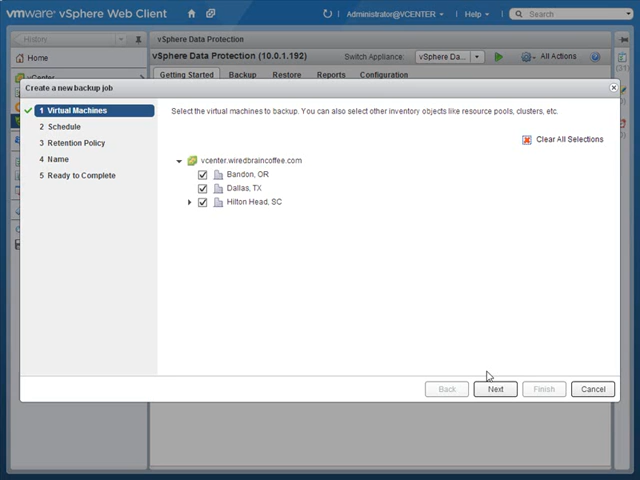 vmware® vSphere Web Client
Administrator@VCENTER
Help
Search
History
vSphere Data Protection
Home
vSphere Data Protection (10.0.1.192)
Switch Appliance:
vSphere Da...
All Actions
vCenter
Getting Started
Backup
Restore
Reports
Configuration
Create a new backup job
1 Virtual Machines
2 Schedule
3 Retention Policy
4 Name
5 Ready to Complete
Select the virtual machines to backup. You can also select other inventory objects like resource pools, clusters, etc.
Clear All Selections
vcenter.wiredbraincoffee.com
Bandon, OR
Dallas, TX
Hilton Head, SC
Back
Next
Finish
Cancel